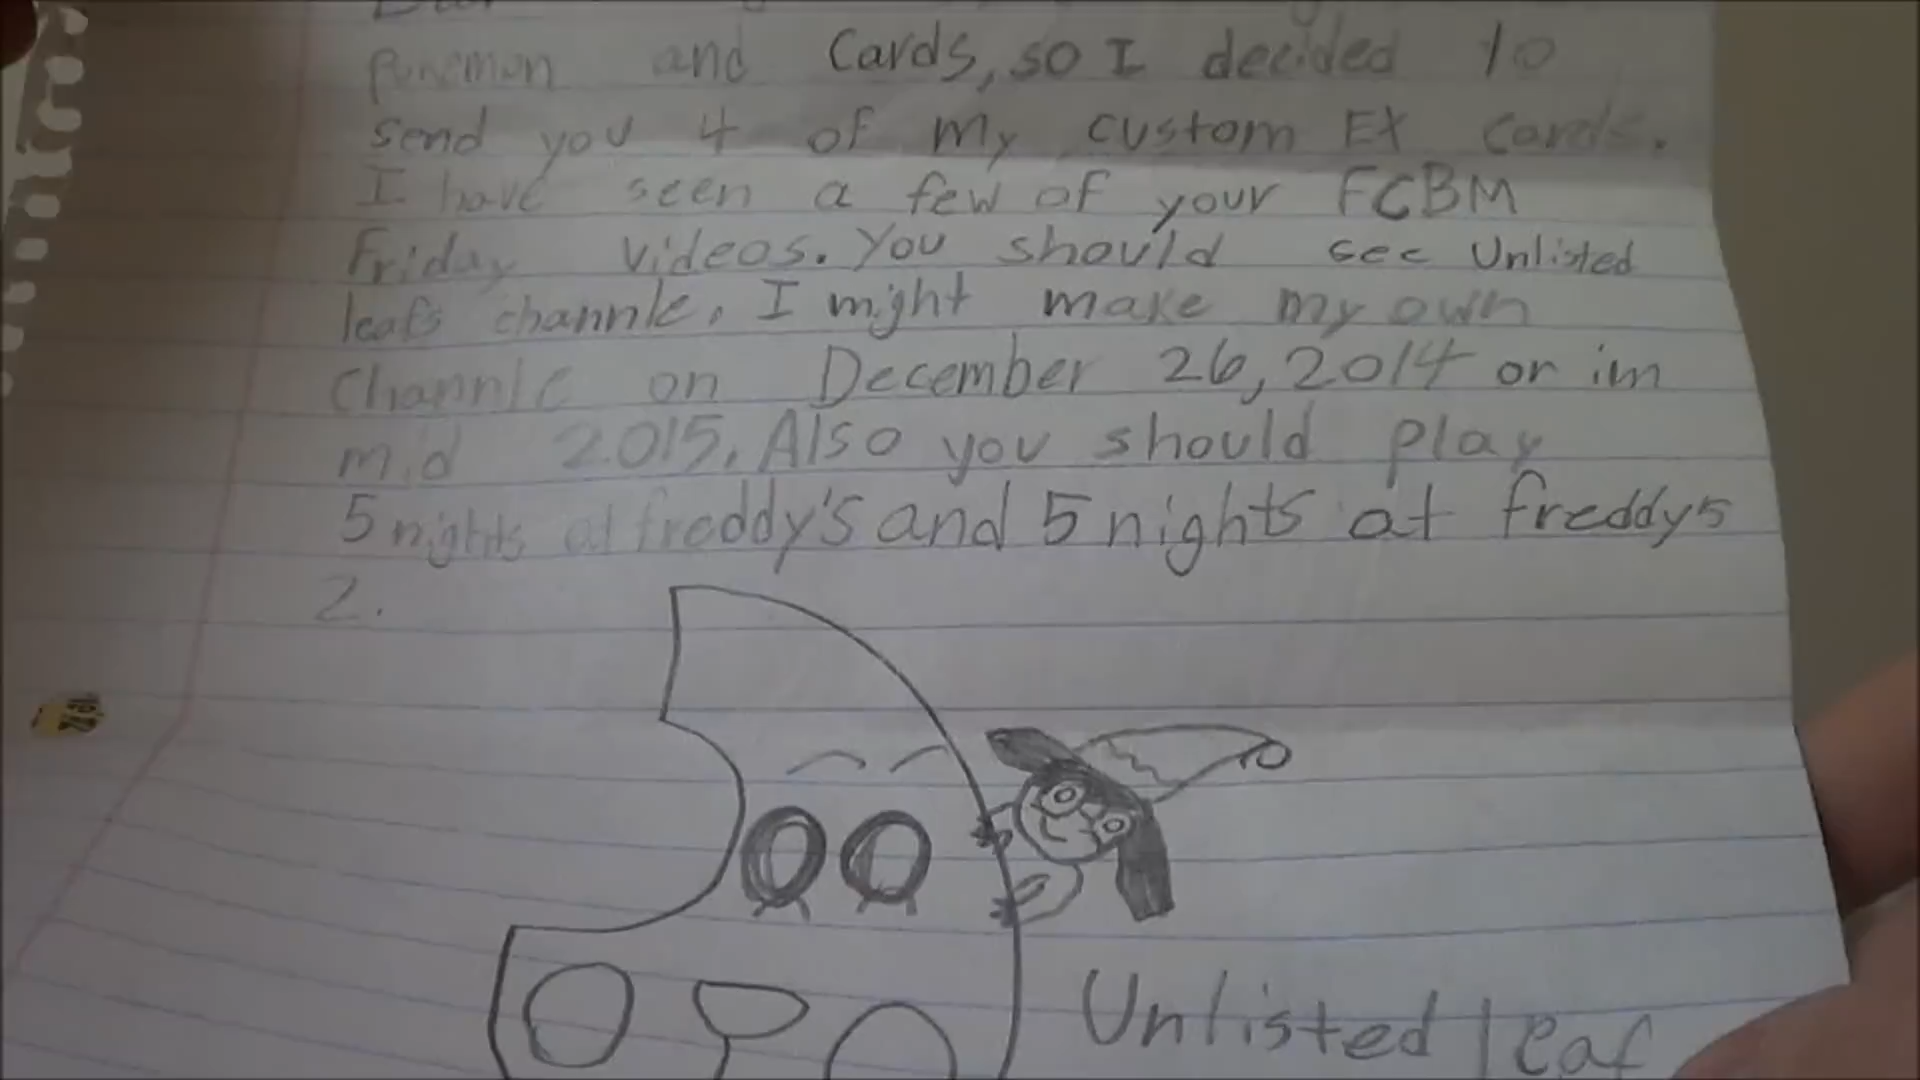 Pokemon and Cards, so I decided to
send you 4 of my custom EX Cards.
I have seen a few of your FCBM
Friday videos. You should see Unlisted
leafs channle. I might make my own
Channle on December 26, 2014 or im
mid 2015. Also you should play
5 nights at freddy's and 5 nights at freddys
2.
Unlisted leaf